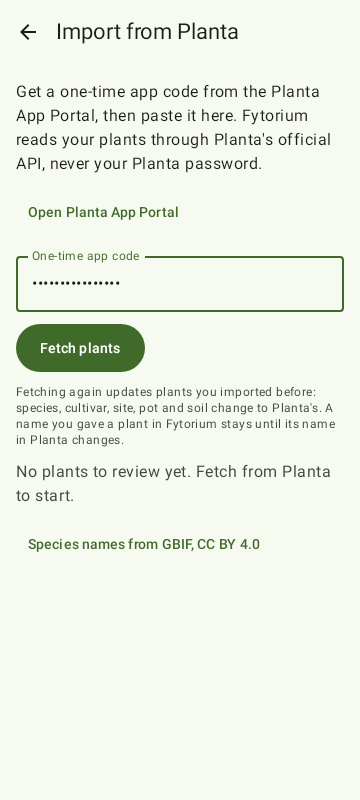 Import from Planta
Get a one-time app code from the Planta
App Portal, then paste it here. Fytorium
reads your plants through Planta's official
API, never your Planta password.
Open Planta App Portal
One-time app code
••••••••••••••••
Fetch plants
Fetching again updates plants you imported before:
species, cultivar, site, pot and soil change to Planta's. A
name you gave a plant in Fytorium stays until its name
in Planta changes.
No plants to review yet. Fetch from Planta
to start.
Species names from GBIF, CC BY 4.0